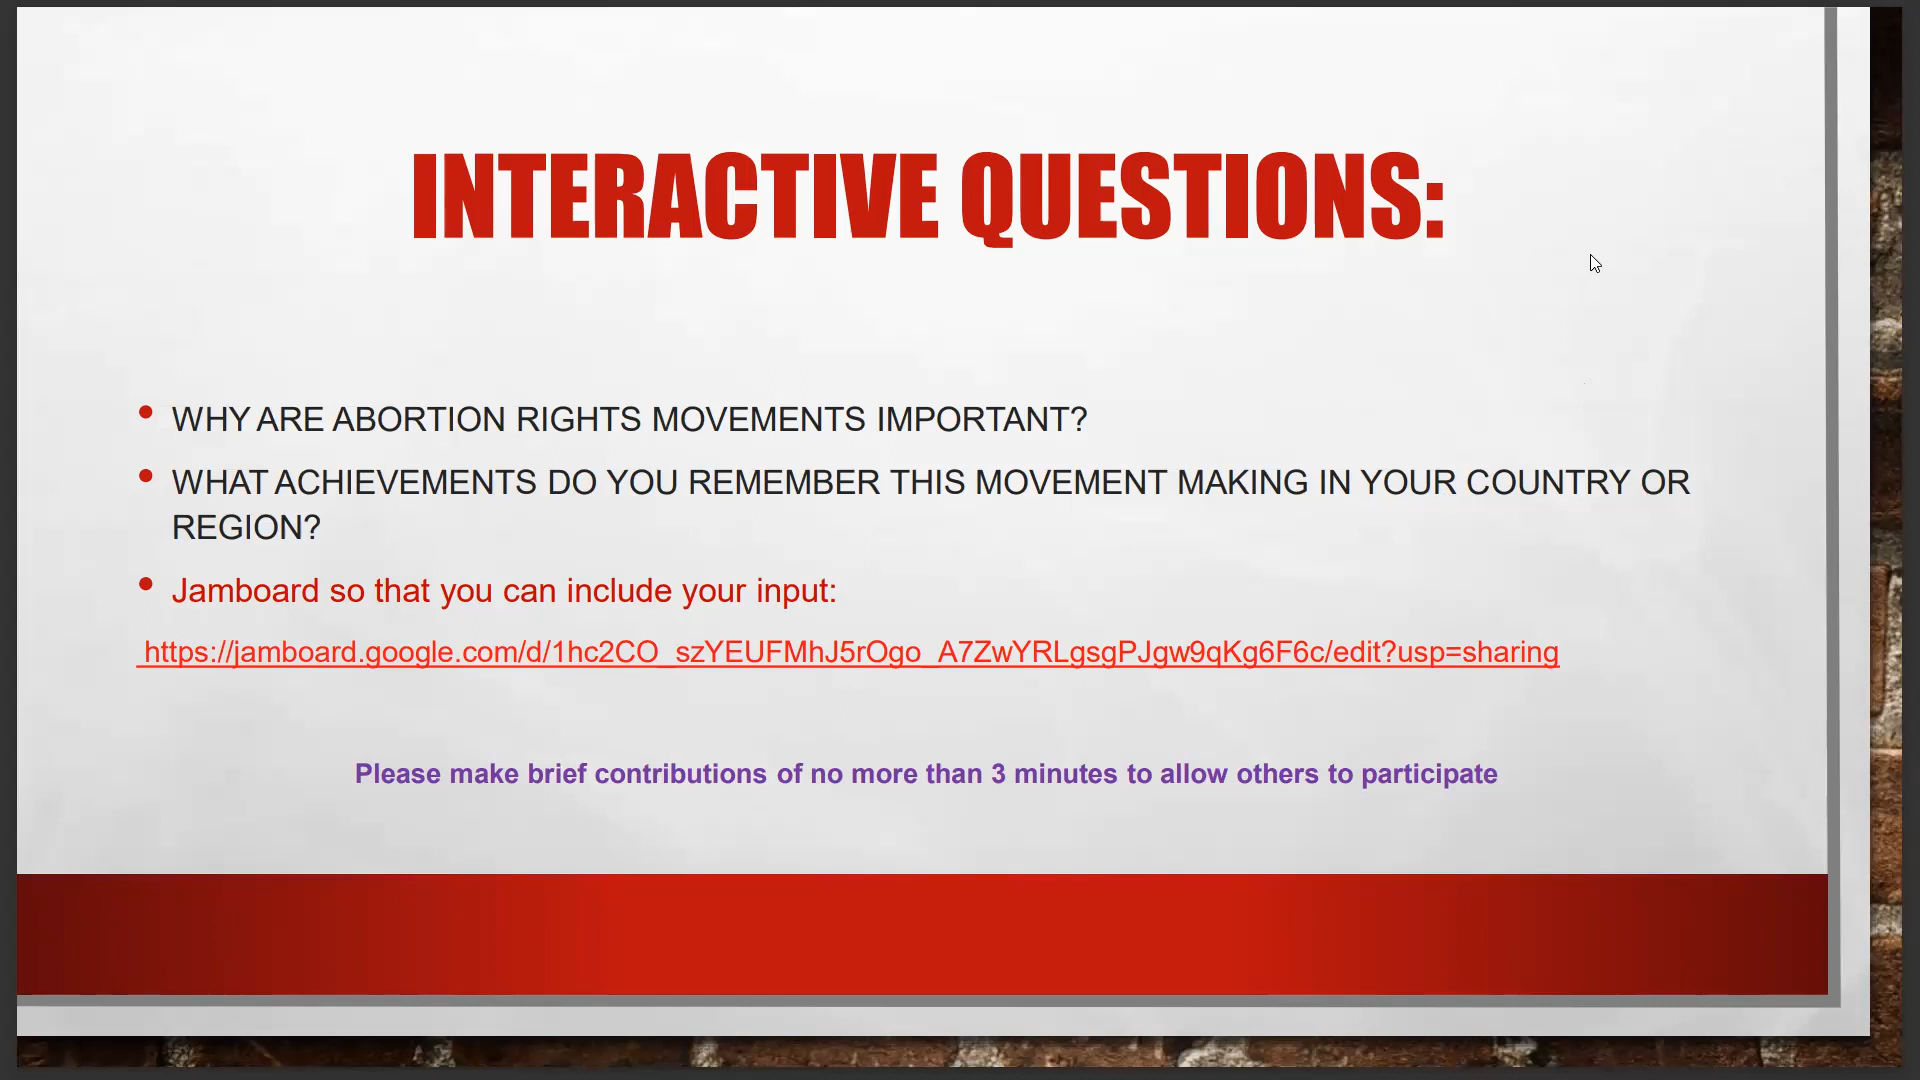 INTERACTIVE QUESTIONS:
• WHY ARE ABORTION RIGHTS MOVEMENTS IMPORTANT?
• WHAT ACHIEVEMENTS DO YOU REMEMBER THIS MOVEMENT MAKING IN YOUR COUNTRY OR
REGION?
• Jamboard so that you can include your input:
https://jamboard.google.com/d/1hc2CO_szYEUFMhJ5rOgo_A7ZwYRLgsgPJgw9qKg6F6c/edit?usp=sharing
Please make brief contributions of no more than 3 minutes to allow others to participate